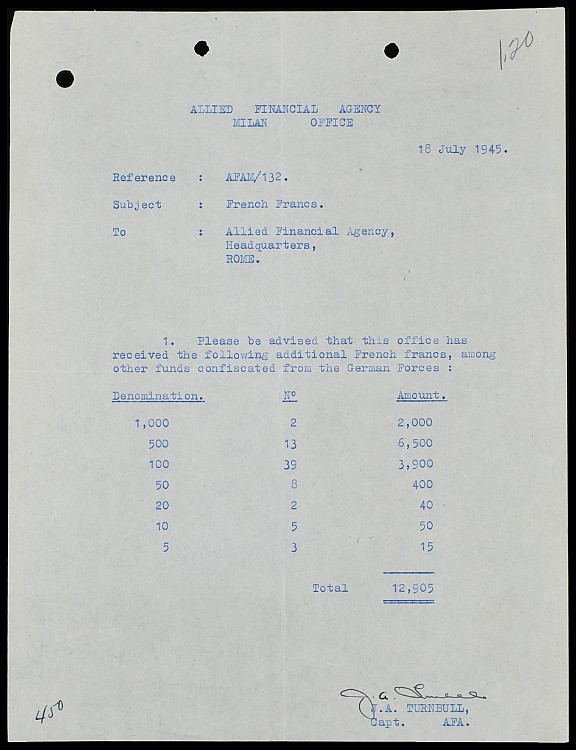 1,20
ALLIED FINANCIAL AGENCY
MILAN OFFICE
18 July 1945.
Reference : AFAM/132.
Subject : French Francs.
To : Allied Financial Agency,
Headquarters,
ROME.
1. Please be advised that this office has
received the following additional French francs, among
other funds confiscated from the German Forces :
Denomination. Nº Amount.
1,000 2 2,000
500 13 6,500
100 39 3,900
50 8 400
20 2 40
10 5 50
5 3 15
Total 12,905
J.A. TURNBULL,
Capt. AFA.
450